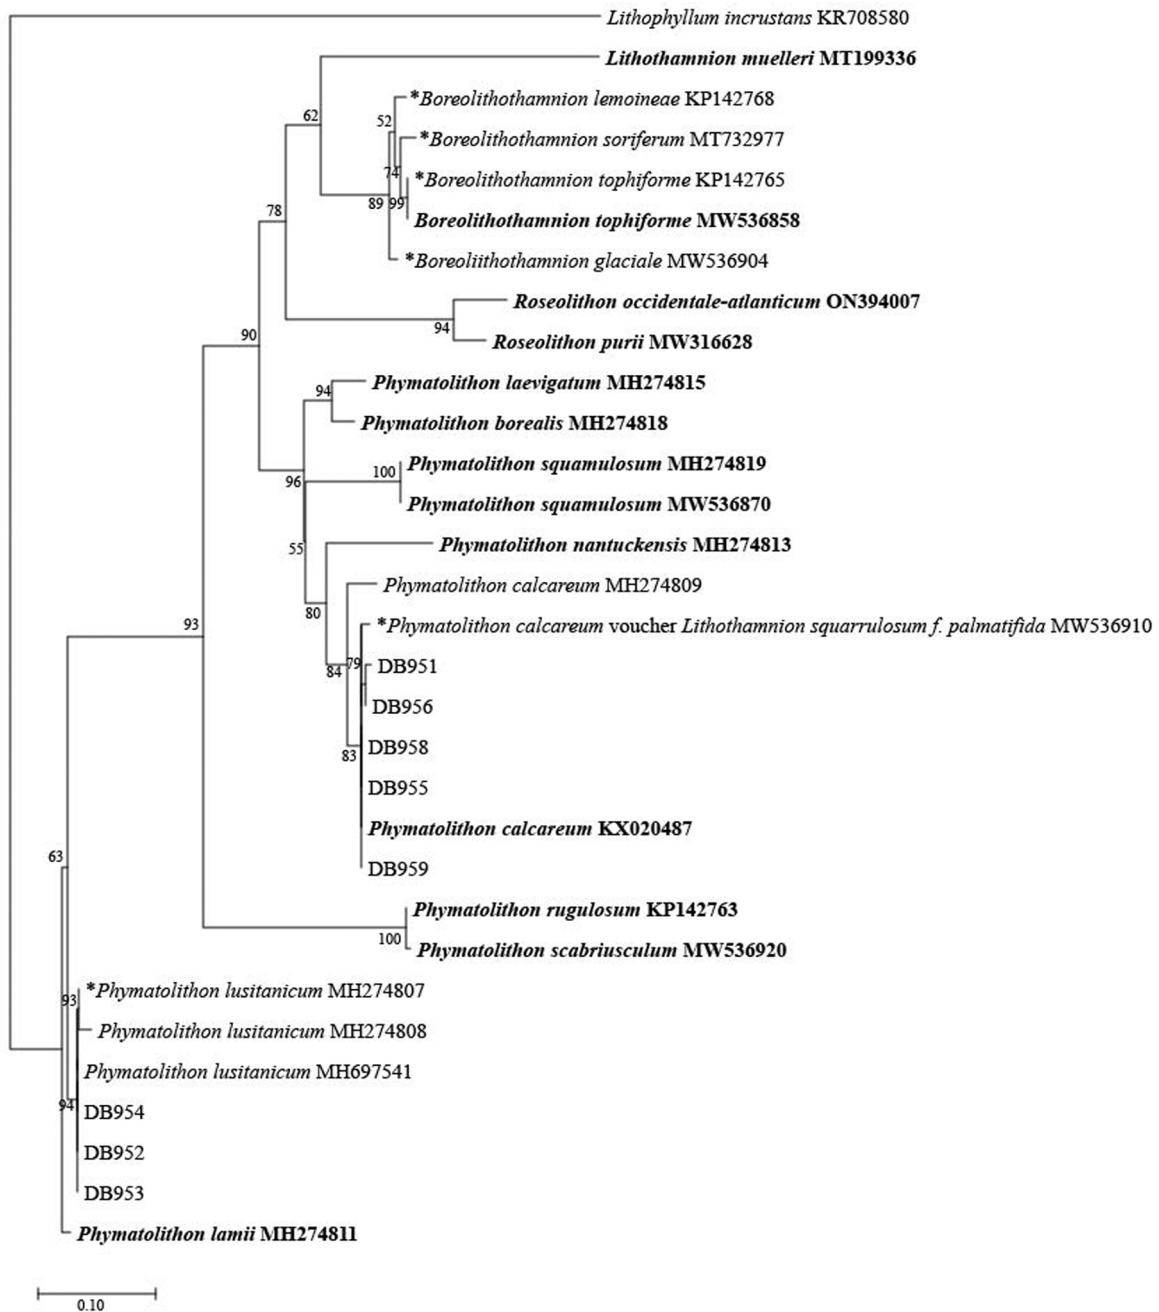 Lithophyllum incrustans KR708580
Lithothamnion muelleri MT199336
*Boreolithothamnion lemoineae KP142768
52
62
*Boreolithothamnion soriferum MT732977
74
*Boreolithothamnion tophiforme KP142765
89 99
78
Boreolithothamnion tophiforme MW536858
*Boreoliithothamnion glaciale MW536904
Roseolithon occidentale-atlanticum ON394007
94
90
Roseolithon purii MW316628
Phymatolithon laevigatum MH274815
94
Phymatolithon borealis MH274818
Phymatolithon squamulosum MH274819
100
96
Phymatolithon squamulosum MW536870
Phymatolithon nantuckensis MH274813
55
Phymatolithon calcareum MH274809
80
93
*Phymatolithon calcareum voucher Lithothamnion squarrulosum f. palmatifida MW536910
79
DB951
84
DB956
DB958
83
DB955
Phymatolithon calcareum KX020487
63
DB959
Phymatolithon rugulosum KP142763
100
Phymatolithon scabriusculum MW536920
*Phymatolithon lusitanicum MH274807
93
Phymatolithon lusitanicum MH274808
Phymatolithon lusitanicum MH697541
94
DB954
DB952
DB953
Phymatolithon lamii MH274811
0.10